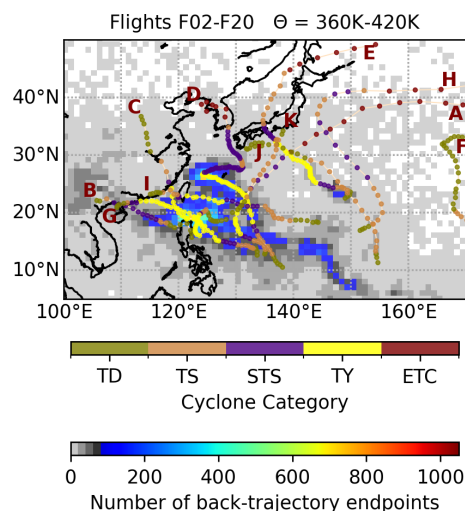 Flights F02-F20 Θ = 360K-420K
E
40°N
D
H
C
A
K
30°N
J
F
B
I
20°N
G
10°N
100°E 120°E 140°E 160°E
TD TS STS TY ETC
Cyclone Category
0 200 400 600 800 1000
Number of back-trajectory endpoints